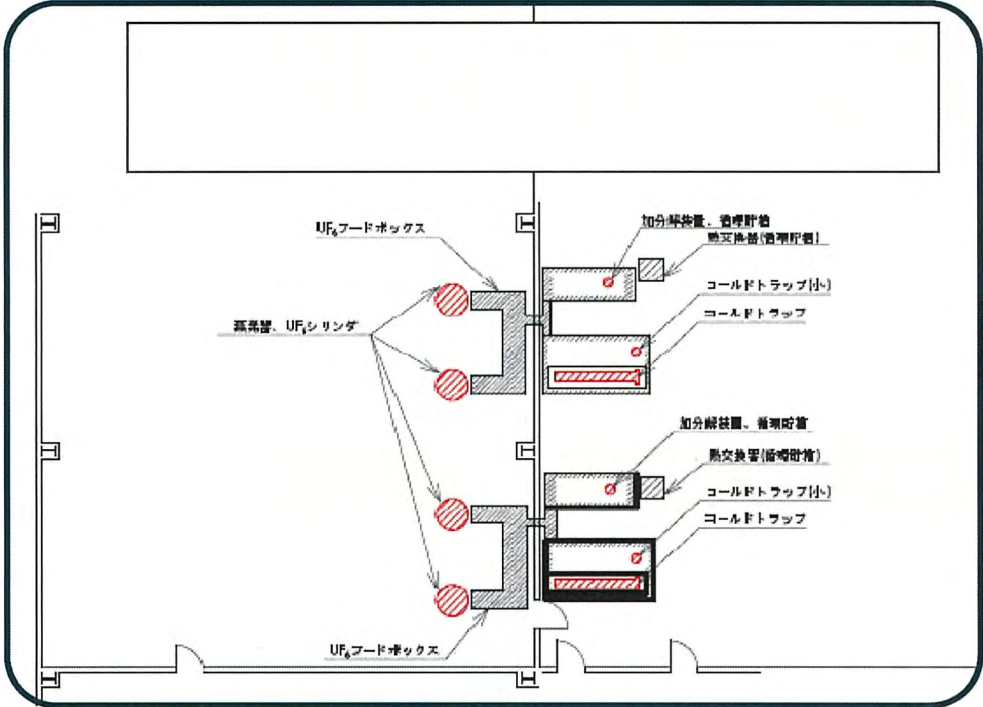 UF₆フードボックス
加分解装置、循環貯槽
熱交換器(循環貯槽)
コールドトラップ(小)
コールドトラップ
蒸発器、UF₆シリンダ
加分解装置、循環貯槽
熱交換器(循環貯槽)
コールドトラップ(小)
コールドトラップ
UF₆フードボックス